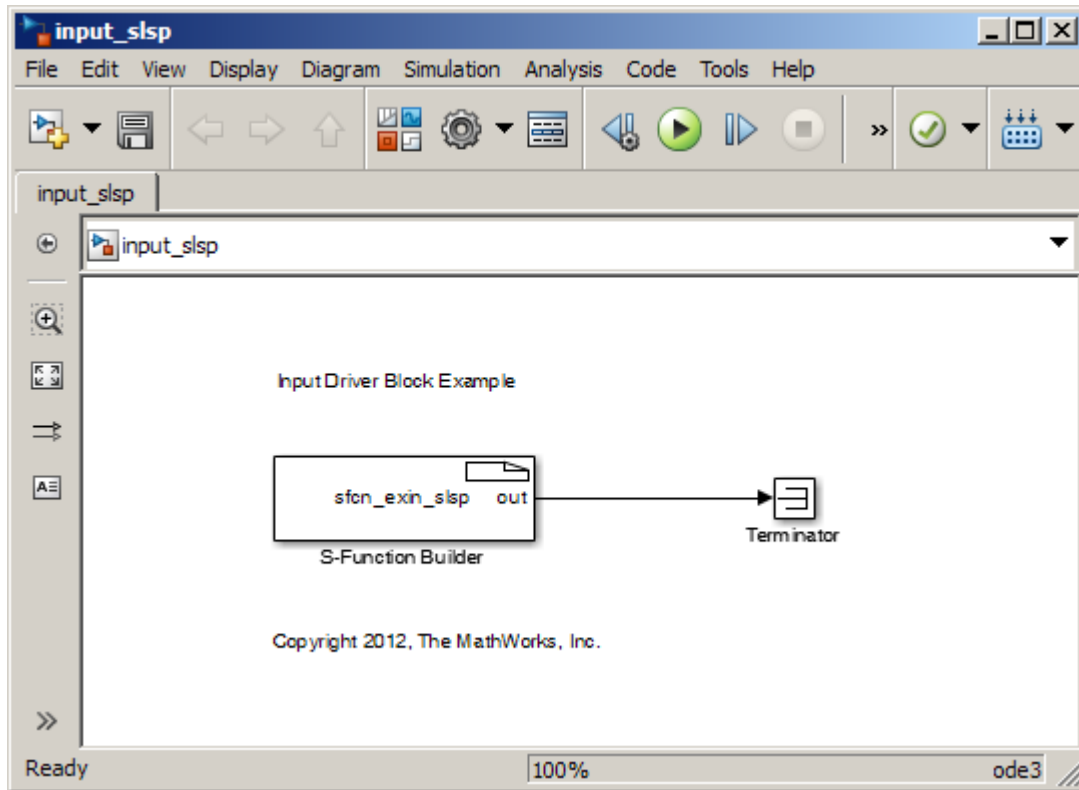 input_slsp
File Edit View Display Diagram Simulation Analysis Code Tools Help
»
input_slsp
input_slsp
Input Driver Block Example
sfcn_exin_slsp out
S-Function Builder
Terminator
Copyright 2012, The MathWorks, Inc.
»
Ready 100% ode3